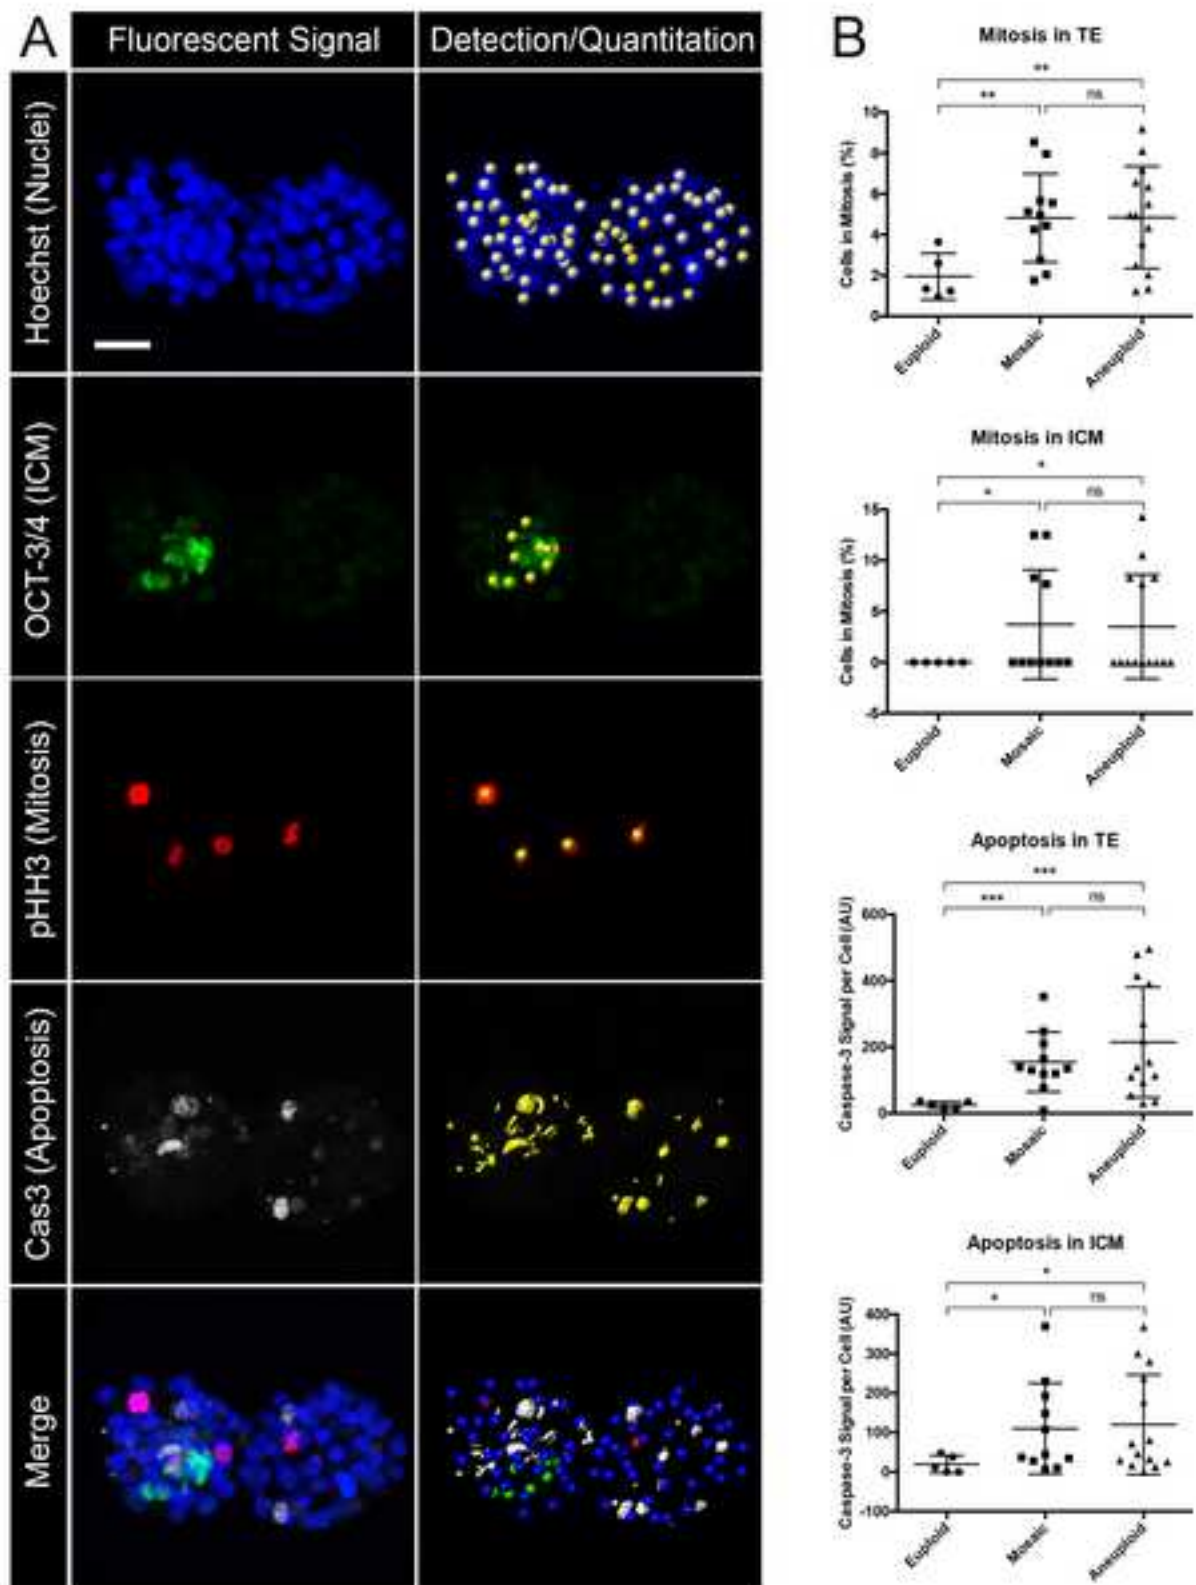 A
Fluorescent Signal
Detection/Quantitation
Hoechst (Nuclei)
OCT-3/4 (ICM)
pHH3 (Mitosis)
Cas3 (Apoptosis)
Merge
B
Mitosis in TE
**
** ns
Cells in Mitosis (%)
10
8
6
4
2
0
Euploid Mosaic Aneuploid
Mitosis in ICM
*
* ns
Cells in Mitosis (%)
15
10
5
0
-5
Euploid Mosaic Aneuploid
Apoptosis in TE
***
*** ns
Caspase-3 Signal per Cell (AU)
600
400
200
0
Euploid Mosaic Aneuploid
Apoptosis in ICM
*
* ns
Caspase-3 Signal per Cell (AU)
400
300
200
100
0
-100
Euploid Mosaic Aneuploid